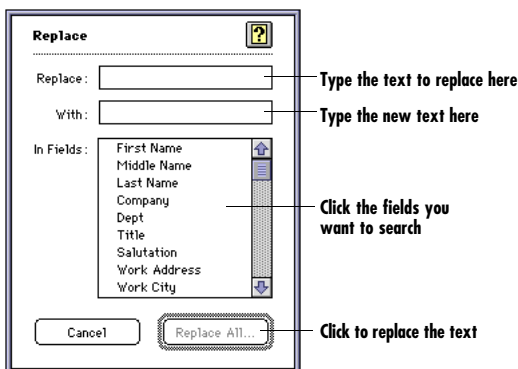 Replace
?
Replace: Type the text to replace here
With: Type the new text here
In Fields:
First Name
Middle Name
Last Name
Company
Dept
Title
Salutation
Work Address
Work City
Click the fields you
want to search
Cancel
Replace All...
Click to replace the text